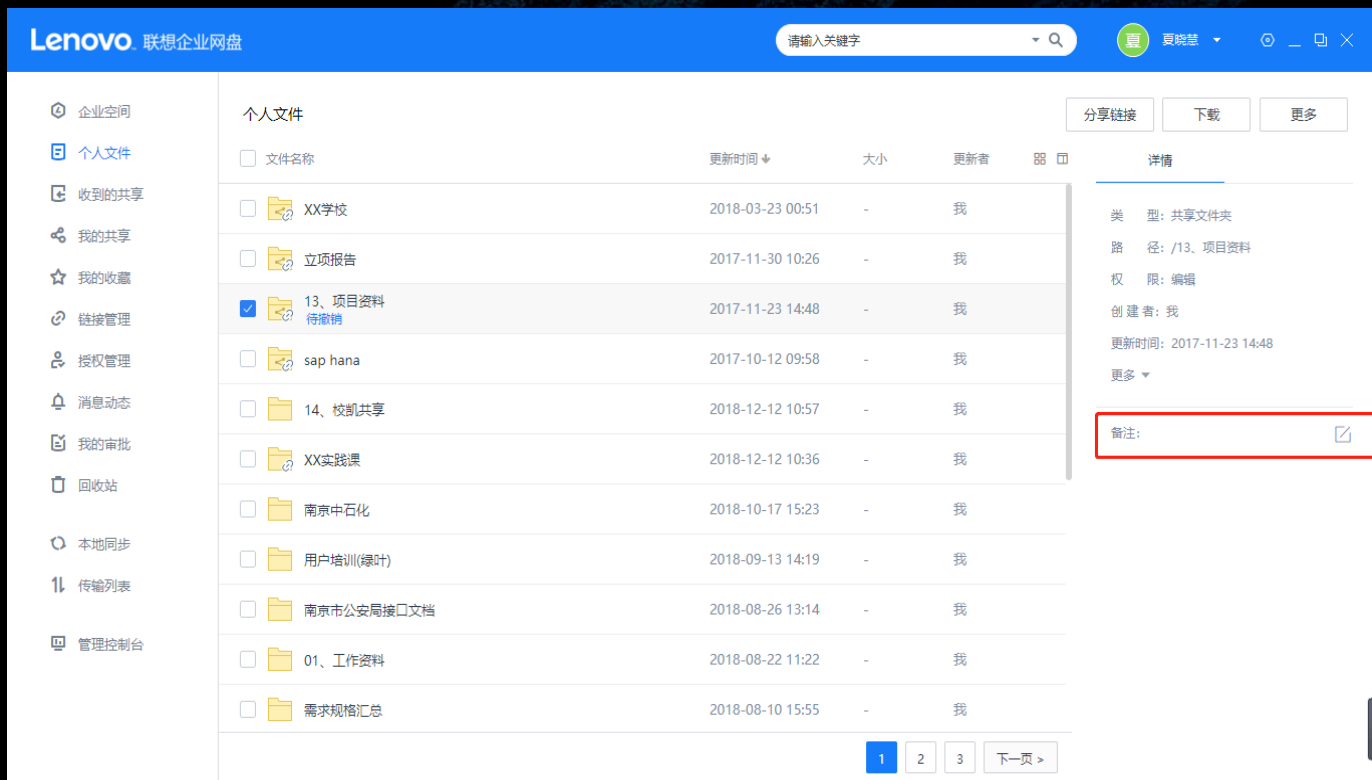 Lenovo 联想企业网盘
请输入关键字
夏 夏晓慧
企业空间
个人文件
收到的共享
我的共享
我的收藏
链接管理
授权管理
消息动态
我的审批
回收站
本地同步
传输列表
管理控制台
个人文件
分享链接 下载 更多
文件名称 更新时间 大小 更新者
XX学校 2018-03-23 00:51 - 我
立项报告 2017-11-30 10:26 - 我
13、项目资料 2017-11-23 14:48 - 我
待撤销
sap hana 2017-10-12 09:58 - 我
14、校凯共享 2018-12-12 10:57 - 我
XX实践课 2018-12-12 10:36 - 我
南京中石化 2018-10-17 15:23 - 我
用户培训(绿叶) 2018-09-13 14:19 - 我
南京市公安局接口文档 2018-08-26 13:14 - 我
01、工作资料 2018-08-22 11:22 - 我
需求规格汇总 2018-08-10 15:55 - 我
1 2 3 下一页 >
详情
类 型: 共享文件夹
路 径: /13、项目资料
权 限: 编辑
创建者: 我
更新时间: 2017-11-23 14:48
更多
备注: